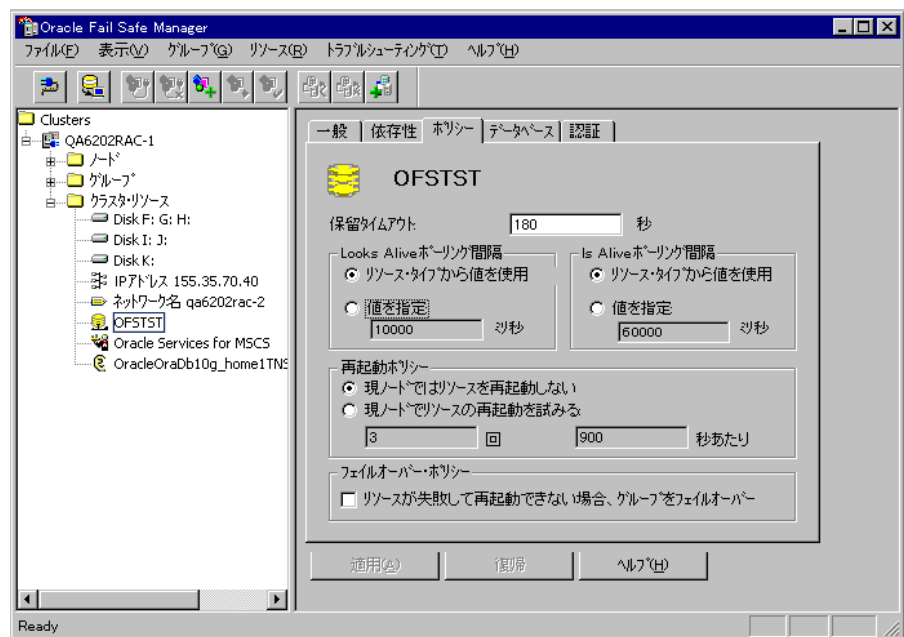 Oracle Fail Safe Manager
ﾌｧｲﾙ(F) 表示(V) ｸﾞﾙｰﾌﾟ(G) ﾘｿｰｽ(R) ﾄﾗﾌﾞﾙｼｭｰﾃｨﾝｸﾞ(T) ﾍﾙﾌﾟ(H)
Clusters
QA6202RAC-1
ﾉｰﾄﾞ
ｸﾞﾙｰﾌﾟ
ｸﾗｽﾀ･ﾘｿｰｽ
Disk F: G: H:
Disk I: J:
Disk K:
IPｱﾄﾞﾚｽ 155.35.70.40
ﾈｯﾄﾜｰｸ名 qa6202rac-2
OFSTST
Oracle Services for MSCS
OracleOraDb10g_home1TNS
一般 依存性 ﾎﾟﾘｼｰ ﾃﾞｰﾀﾍﾞｰｽ 認証
OFSTST
保留ﾀｲﾑｱｳﾄ: 180 秒
Looks Aliveﾎﾟｰﾘﾝｸﾞ間隔
ﾘｿｰｽ･ﾀｲﾌﾟから値を使用
値を指定
10000 ﾐﾘ秒
Is Aliveﾎﾟｰﾘﾝｸﾞ間隔
ﾘｿｰｽ･ﾀｲﾌﾟから値を使用
値を指定
60000 ﾐﾘ秒
再起動ﾎﾟﾘｼｰ
現ﾉｰﾄﾞではﾘｿｰｽを再起動しない
現ﾉｰﾄﾞでﾘｿｰｽの再起動を試みる:
3 回 900 秒あたり
ﾌｪｲﾙｵｰﾊﾞｰ･ﾎﾟﾘｼｰ
ﾘｿｰｽが失敗して再起動できない場合、ｸﾞﾙｰﾌﾟをﾌｪｲﾙｵｰﾊﾞｰ
適用(A) 復帰 ﾍﾙﾌﾟ(H)
Ready